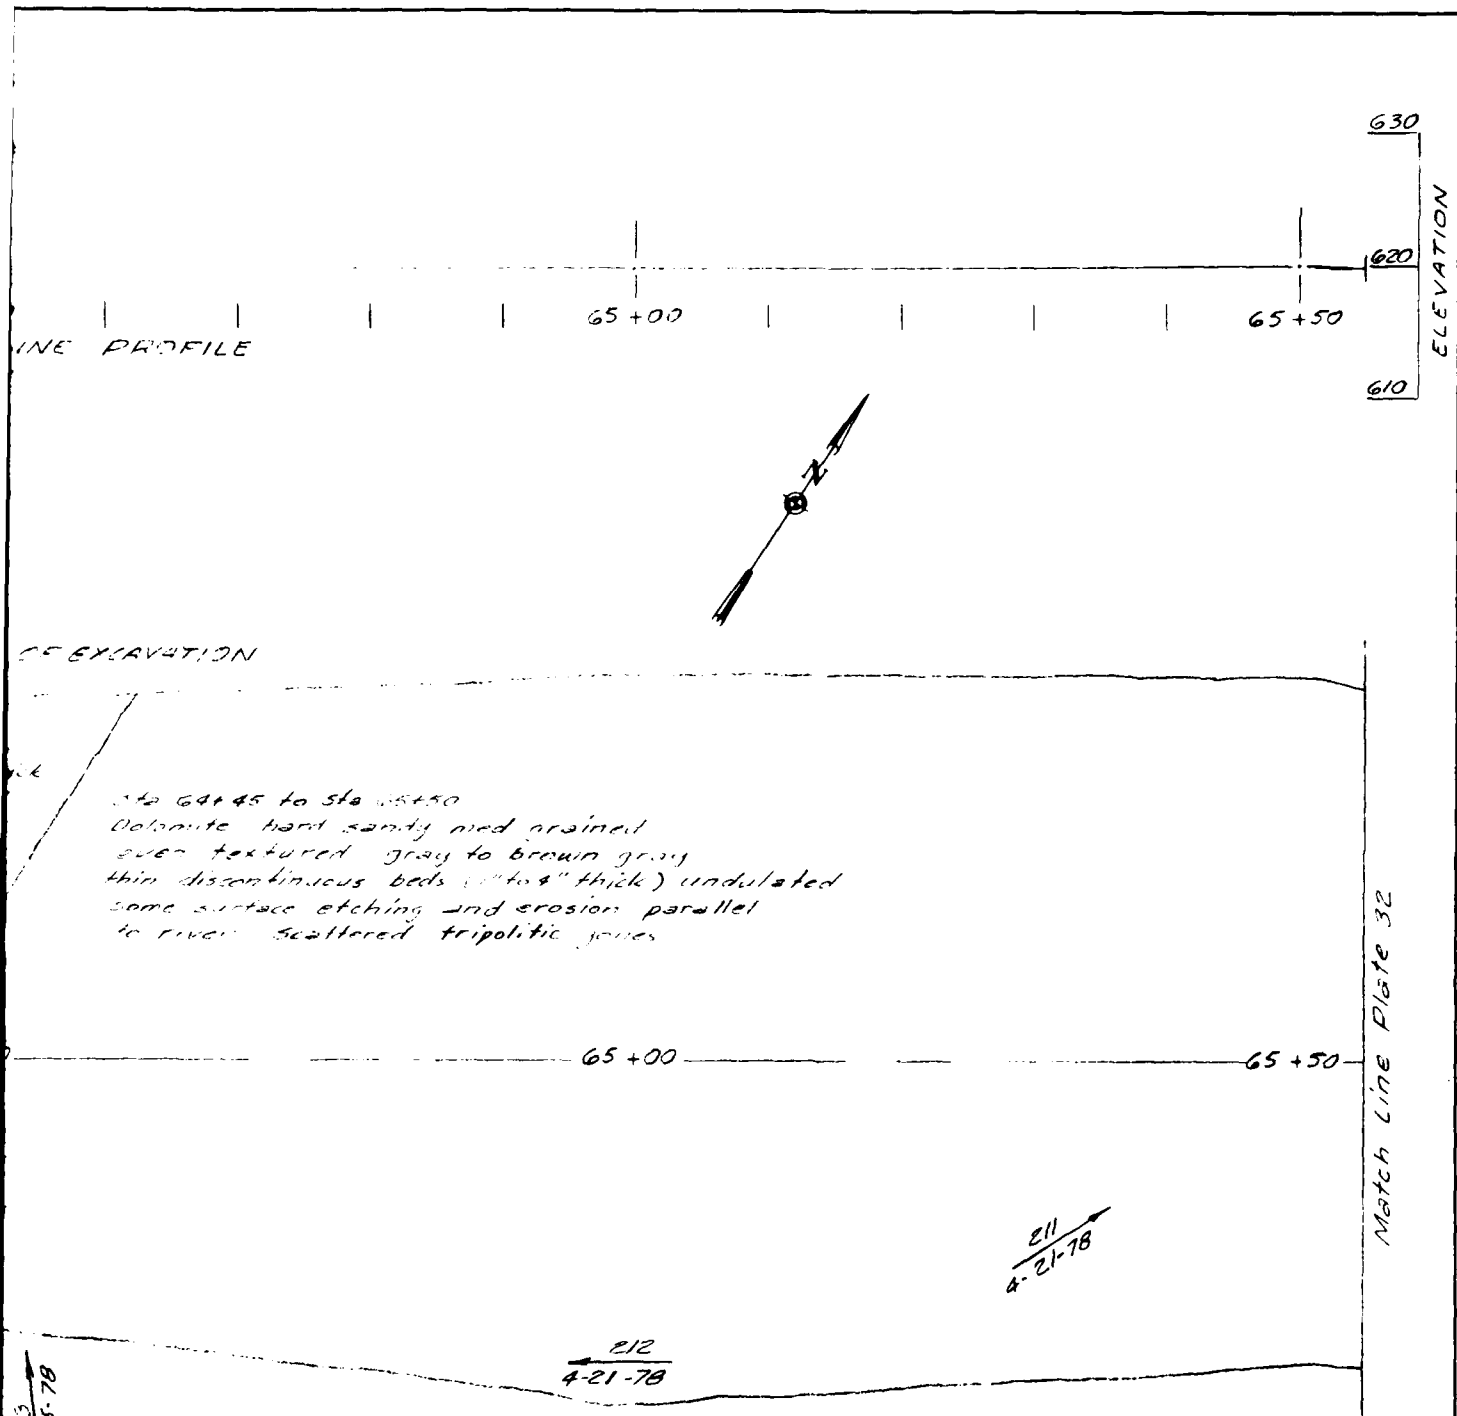 630
620
ELEVATION
65+00
65+50
INE PROFILE
610
N
OF EXCAVATION
Sta 64+45 to Sta 65+50
Dolomite hard sandy med grained
even textured gray to brown gray
thin discontinuous beds (1" to 4" thick) undulated
some surface etching and erosion parallel
to river scattered tripolitic zones
65+00
65+50
Match Line Plate 32
211
4-21-78
212
4-21-78